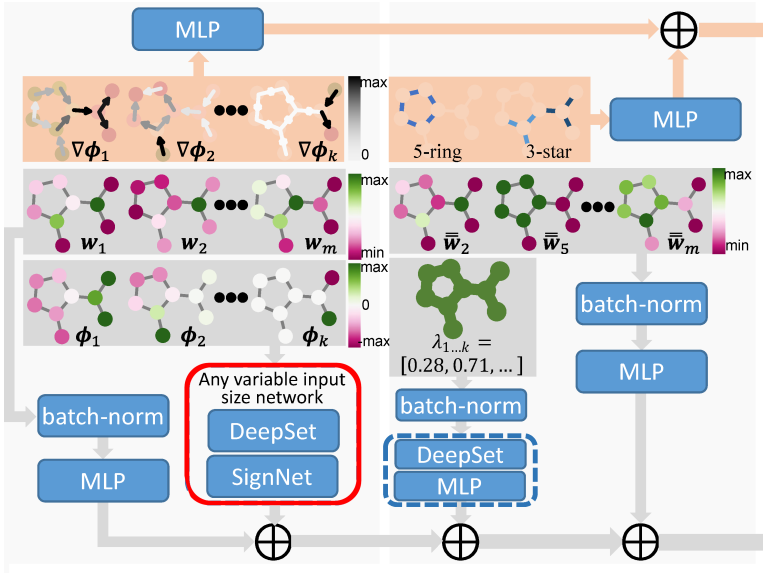 MLP
max
0
∇ϕ₁
∇ϕ₂
∇ϕₖ
5-ring
3-star
MLP
max
min
w₁
w₂
wₘ
max
min
w̿₂
w̿₅
w̿ₘ
max
0
-max
ϕ₁
ϕ₂
ϕₖ
λ₁...ₖ =
[0.28, 0.71, ...]
batch-norm
MLP
Any variable input
size network
DeepSet
SignNet
batch-norm
DeepSet
MLP
batch-norm
MLP